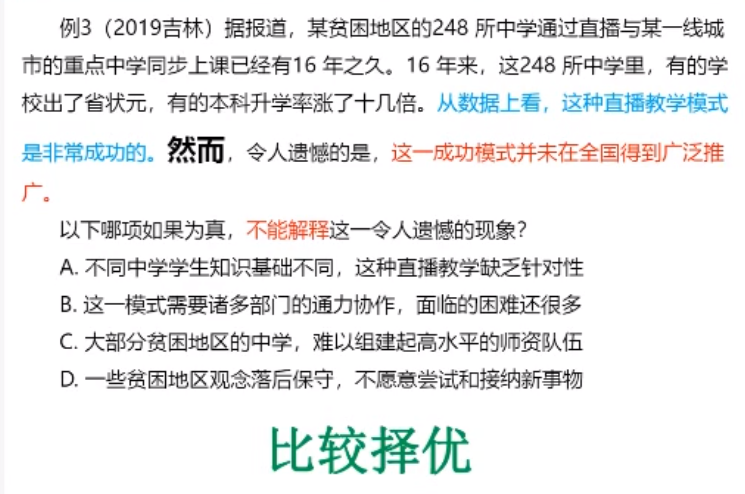 例3（2019吉林）据报道，某贫困地区的248 所中学通过直播与某一线城
市的重点中学同步上课已经有16 年之久。16 年来，这248 所中学里，有的学
校出了省状元，有的本科升学率涨了十几倍。从数据上看，这种直播教学模式
是非常成功的。然而，令人遗憾的是，这一成功模式并未在全国得到广泛推
广。
以下哪项如果为真，不能解释这一令人遗憾的现象？
A. 不同中学学生知识基础不同，这种直播教学缺乏针对性
B. 这一模式需要诸多部门的通力协作，面临的困难还很多
C. 大部分贫困地区的中学，难以组建起高水平的师资队伍
D. 一些贫困地区观念落后保守，不愿意尝试和接纳新事物
比较择优